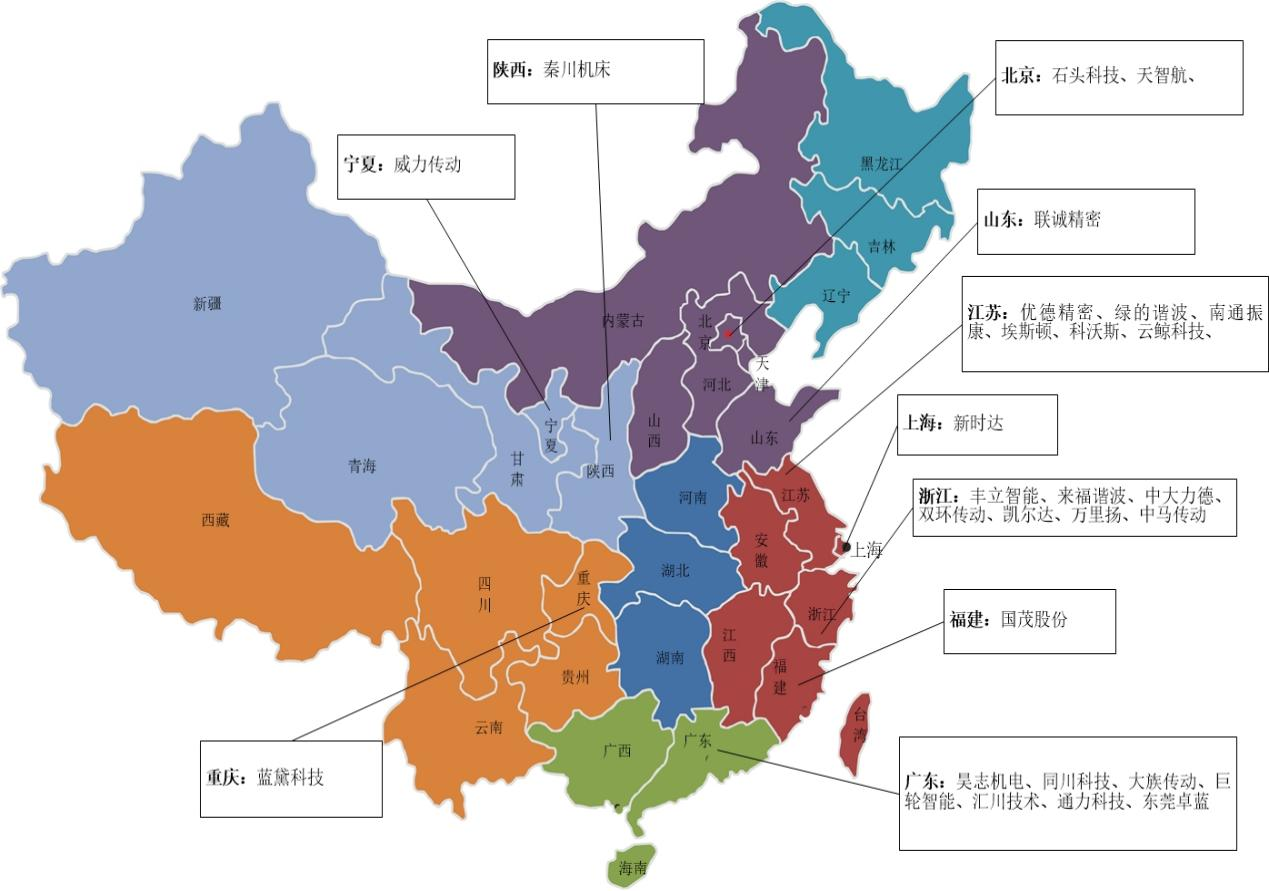 陕西：秦川机床
北京：石头科技、天智航、
宁夏：威力传动
黑龙江
山东：联诚精密
吉林
新疆
辽宁
江苏：优德精密、绿的谐波、南通振
康、埃斯顿、科沃斯、云鲸科技、
内蒙古
北
京
天
津
河北
上海：新时达
山
西
宁
夏
山东
甘
肃
青海
陕西
河南
江苏
浙江：丰立智能、来福谐波、中大力德、
双环传动、凯尔达、万里扬、中马传动
西藏
安
徽
上海
湖北
四
川
重
庆
浙江
福建：国茂股份
江
西
湖南
福
建
贵州
云南
台
湾
广西
广东
重庆：蓝黛科技
广东：昊志机电、同川科技、大族传动、巨
轮智能、汇川技术、通力科技、东莞卓蓝
海南